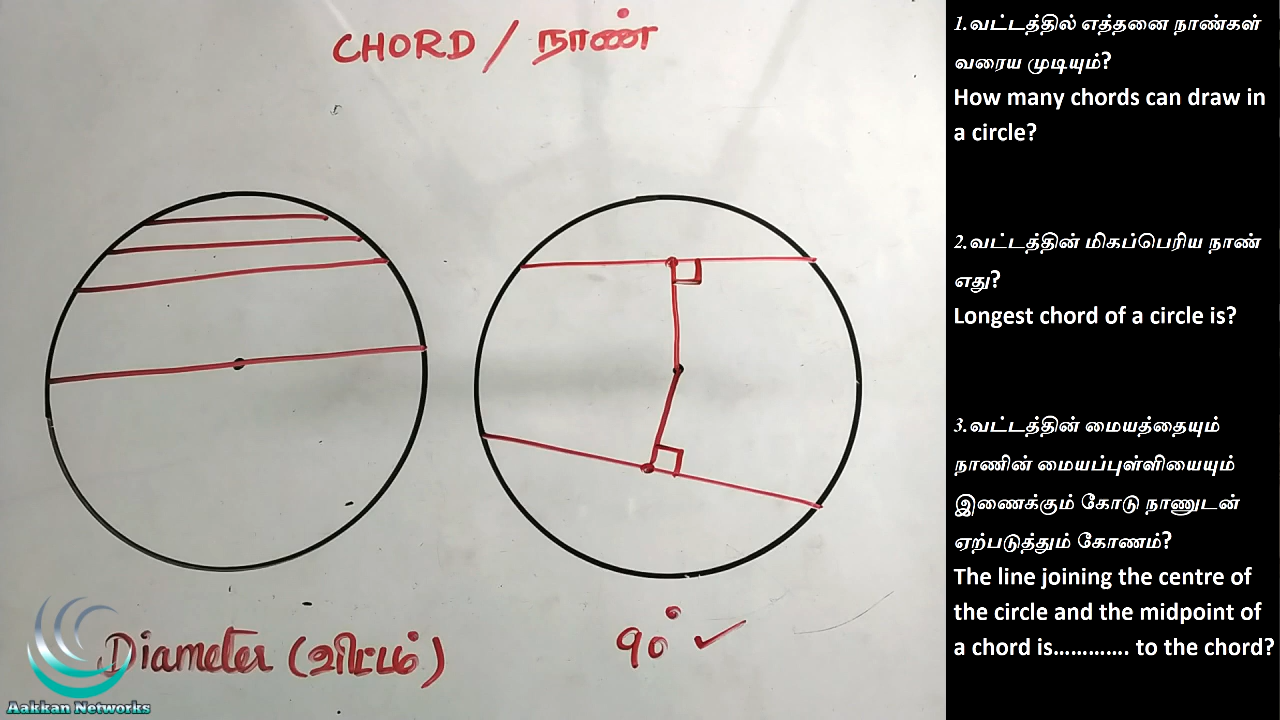 CHORD / நாண்
Diameter (விட்டம்)
90° ✓
Aakkan Networks
1.வட்டத்தில் எத்தனை நாண்கள்
வரைய முடியும்?
How many chords can draw in
a circle?
2.வட்டத்தின் மிகப்பெரிய நாண்
எது?
Longest chord of a circle is?
3.வட்டத்தின் மையத்தையும்
நாணின் மையப்புள்ளியையும்
இணைக்கும் கோடு நாணுடன்
ஏற்படுத்தும் கோணம்?
The line joining the centre of
the circle and the midpoint of
a chord is…………. to the chord?